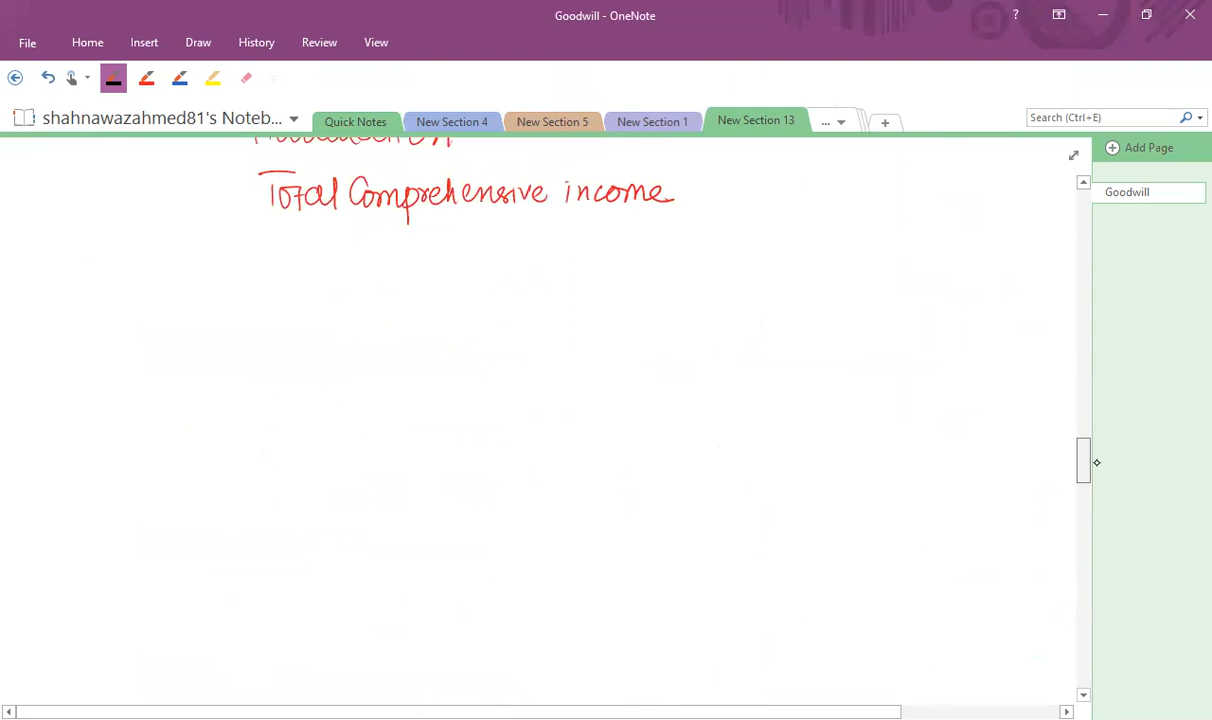 Goodwill - OneNote
?
File Home Insert Draw History Review View
shahnawazahmed81's Noteb... Quick Notes New Section 4 New Section 5 New Section 1 New Section 13 ... Search (Ctrl+E)
Add Page
Goodwill
Total Comprehensive income